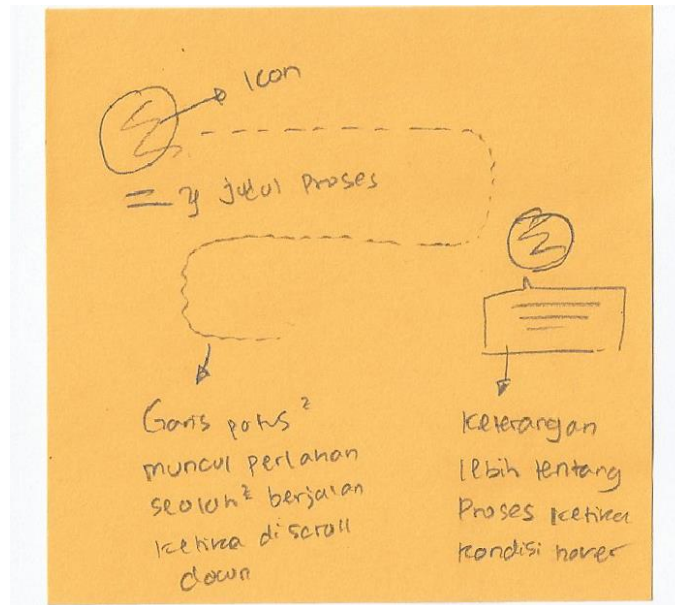 Icon
judul Proses
Garis putus²
muncul perlahan
seolah² berjalan
ketika di scroll
down
keterangan
lebih tentang
Proses ketika
kondisi hover